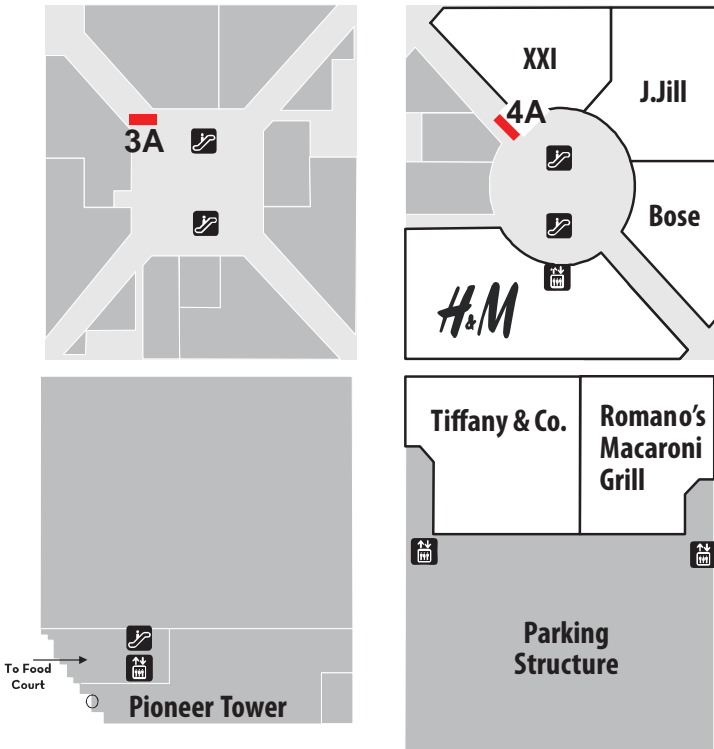 XXI
J.Jill
3A
4A
Bose
H&M
Tiffany & Co.
Romano's
Macaroni
Grill
To Food
Court
Pioneer Tower
Parking
Structure